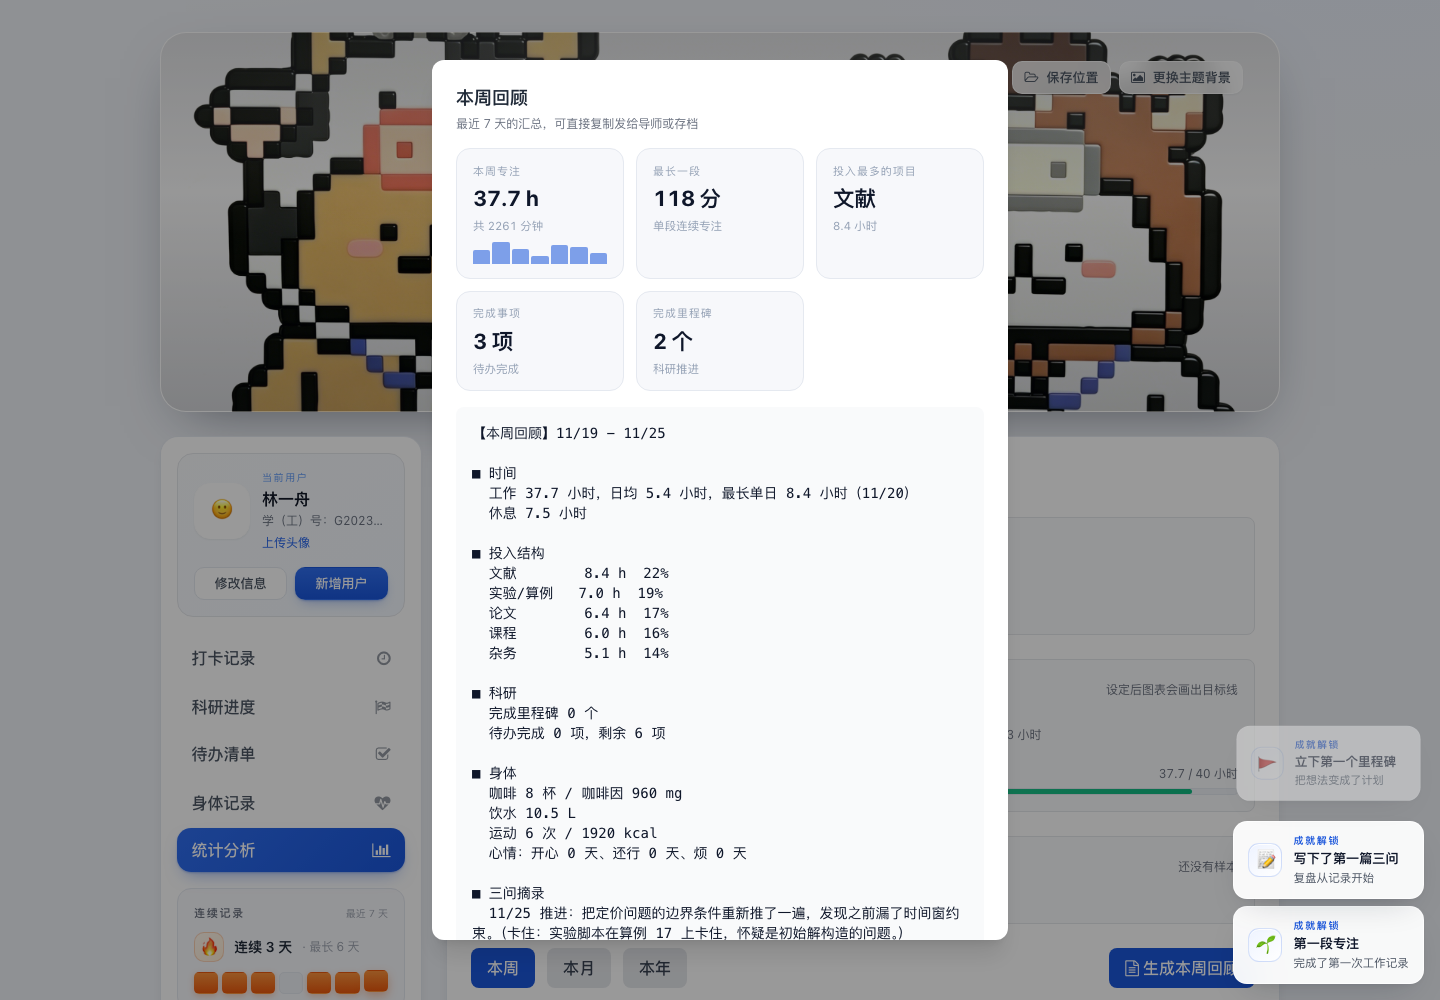 保存位置
更换主题背景
本周回顾
最近 7 天的汇总，可直接复制发给导师或存档
本周专注
37.7 h
共 2261 分钟
最长一段
118 分
单段连续专注
投入最多的项目
文献
8.4 小时
完成事项
3 项
待办完成
完成里程碑
2 个
科研推进
【本周回顾】11/19 – 11/25
■ 时间
工作 37.7 小时，日均 5.4 小时，最长单日 8.4 小时（11/20）
休息 7.5 小时
■ 投入结构
文献 8.4 h 22%
实验/算例 7.0 h 19%
论文 6.4 h 17%
课程 6.0 h 16%
杂务 5.1 h 14%
■ 科研
完成里程碑 0 个
待办完成 0 项，剩余 6 项
■ 身体
咖啡 8 杯 / 咖啡因 960 mg
饮水 10.5 L
运动 6 次 / 1920 kcal
心情：开心 0 天、还行 0 天、烦 0 天
■ 三问摘录
11/25 推进：把定价问题的边界条件重新推了一遍，发现之前漏了时间窗约
束。（卡住：实验脚本在算例 17 上卡住，怀疑是初始解构造的问题。）
当前用户
林一舟
学（工）号：G2023...
上传头像
修改信息
新增用户
打卡记录
科研进度
待办清单
身体记录
统计分析
连续记录
最近 7 天
连续 3 天
· 最长 6 天
设定后图表会画出目标线
3 小时
37.7 / 40 小时
还没有样本
本周
本月
本年
生成本周回顾
成就解锁
立下第一个里程碑
把想法变成了计划
成就解锁
写下了第一篇三问
复盘从记录开始
成就解锁
第一段专注
完成了第一次工作记录